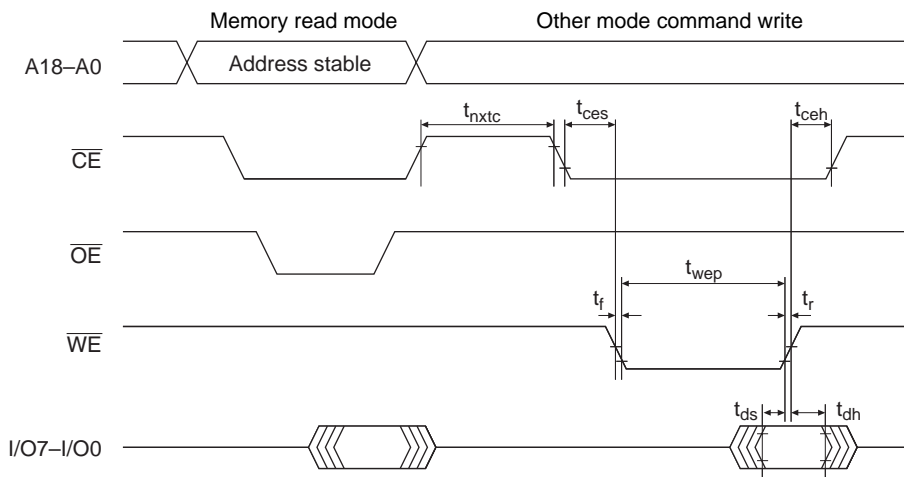 Memory read mode Other mode command write
A18–A0 Address stable
tnxtc tces tceh
CE
OE
twep
tf tr
WE
tds tdh
I/O7–I/O0